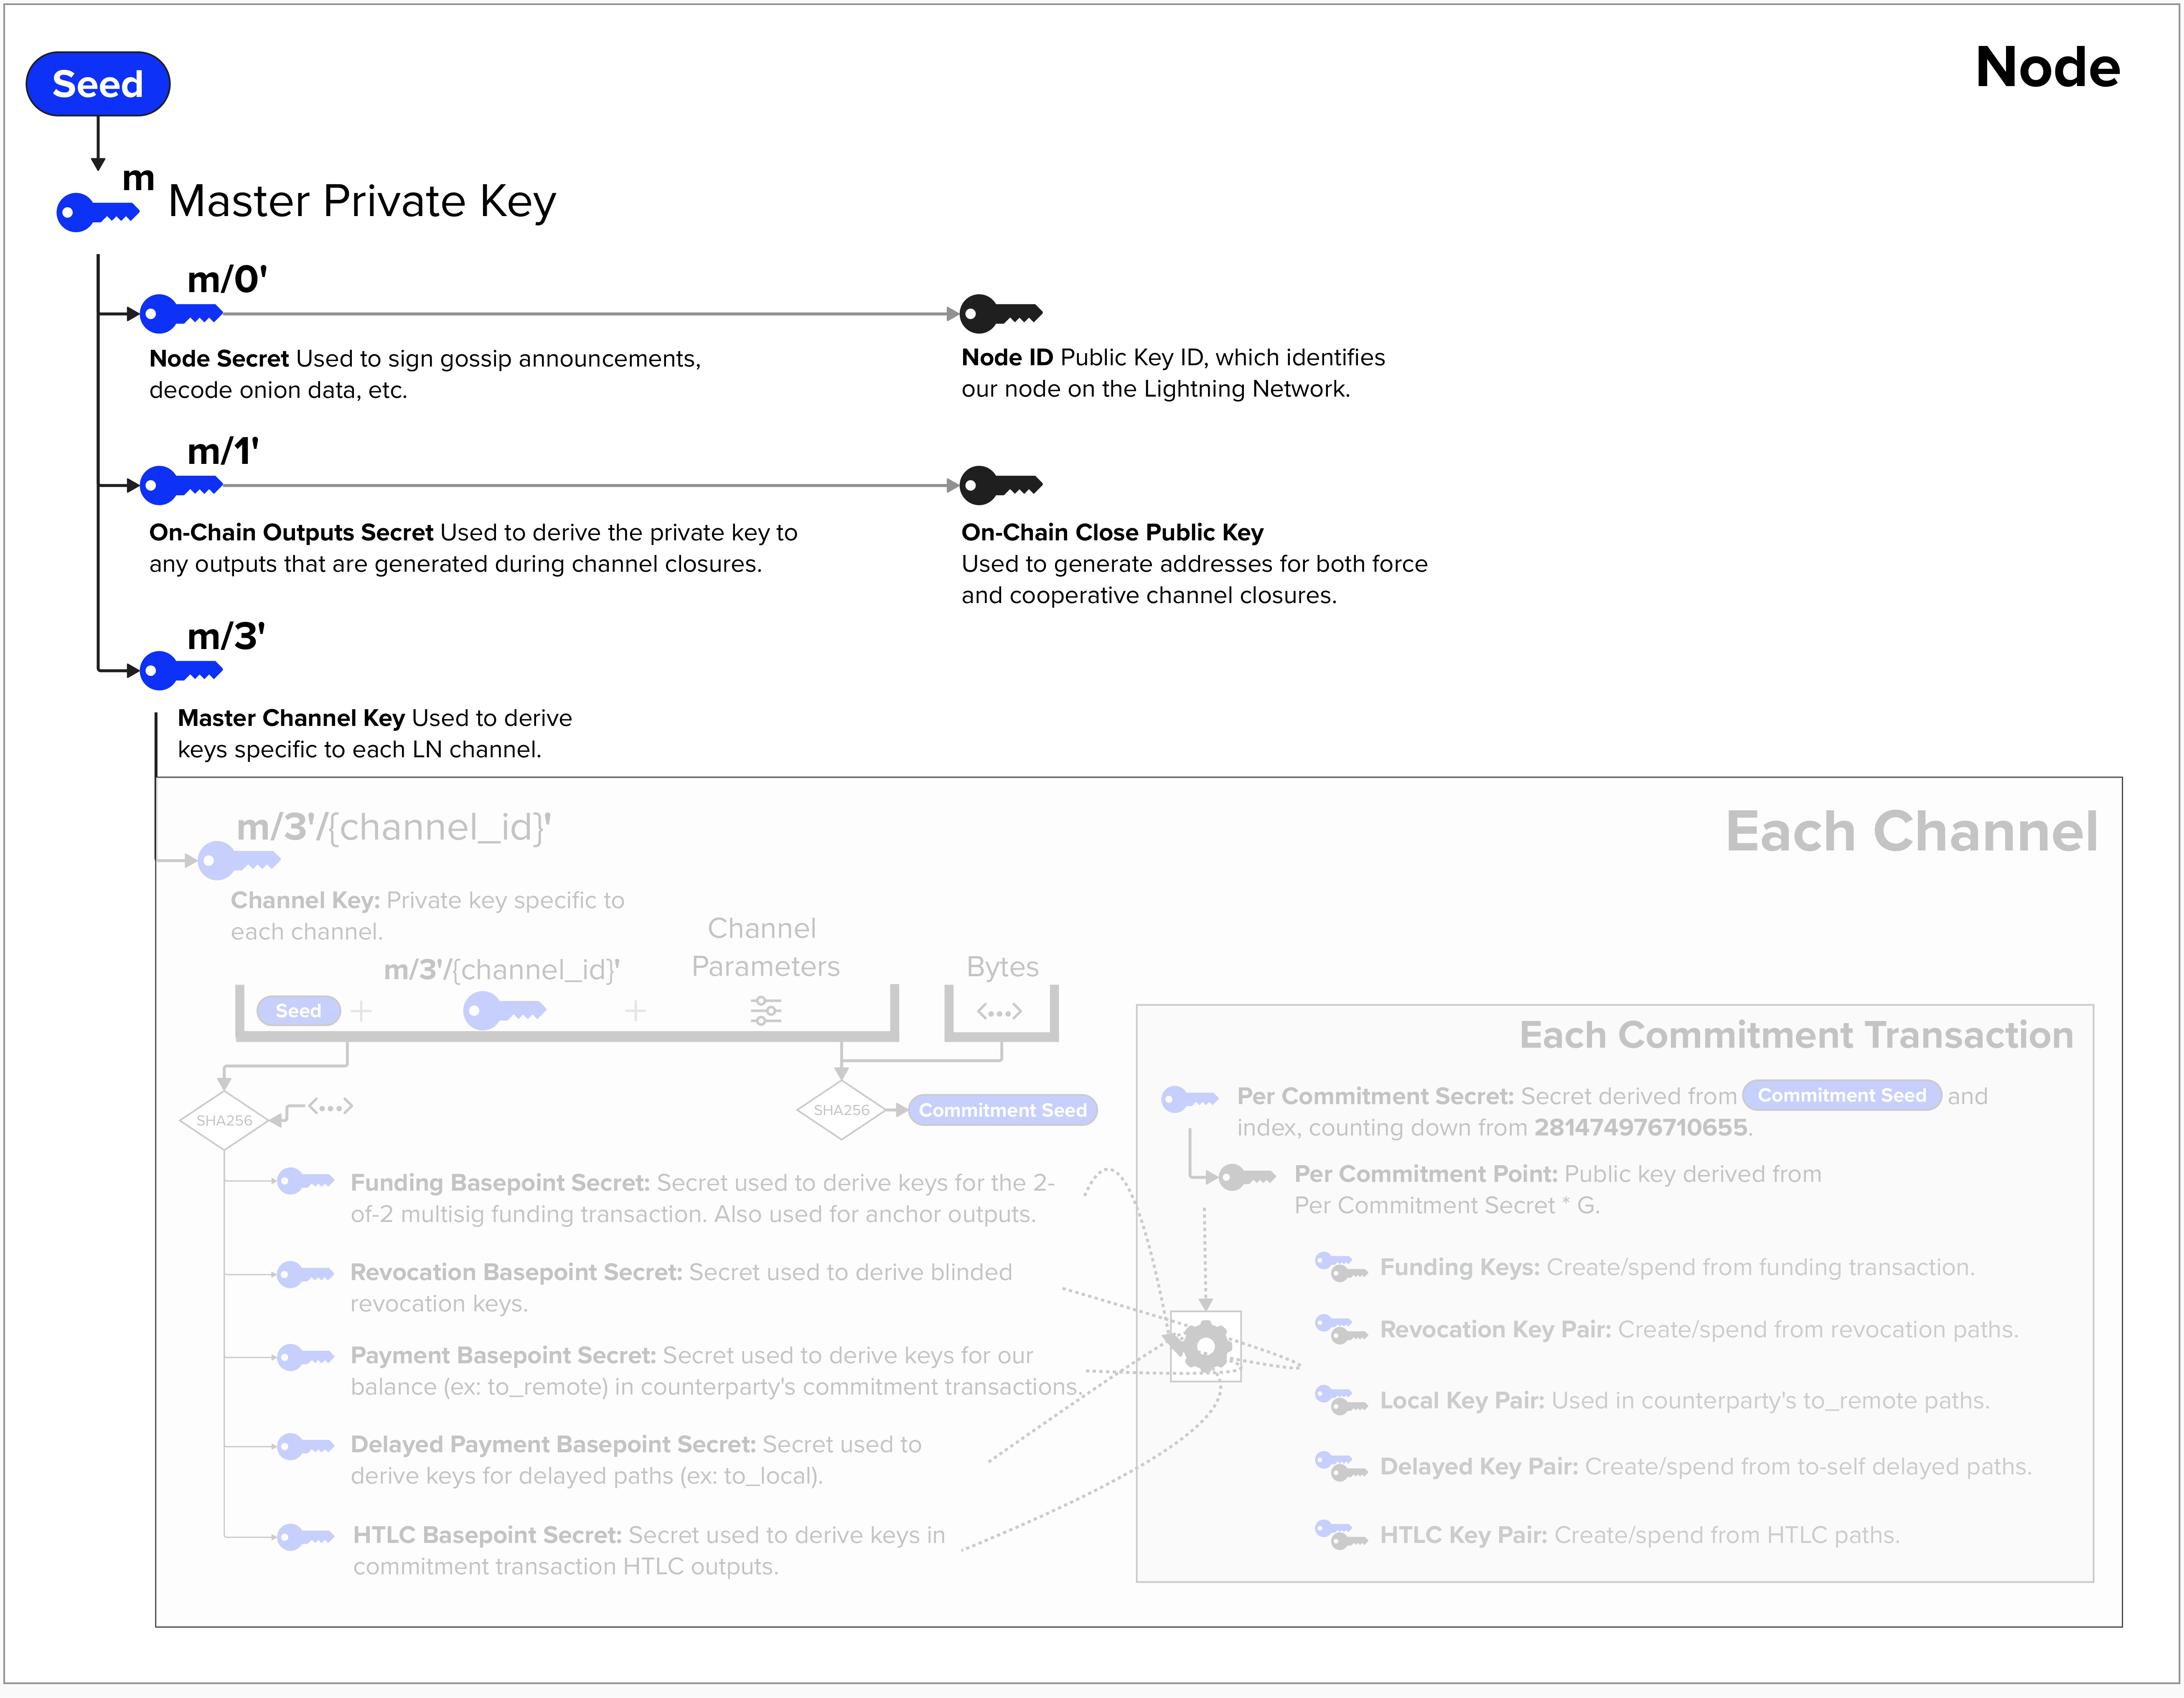 Node
Seed
m
Master Private Key
m/0'
Node Secret Used to sign gossip announcements,
decode onion data, etc.
Node ID Public Key ID, which identifies
our node on the Lightning Network.
m/1'
On-Chain Outputs Secret Used to derive the private key to
any outputs that are generated during channel closures.
On-Chain Close Public Key
Used to generate addresses for both force
and cooperative channel closures.
m/3'
Master Channel Key Used to derive
keys specific to each LN channel.
Each Channel
m/3'/{channel_id}'
Channel Key: Private key specific to
each channel.
m/3'/{channel_id}'
Channel
Parameters
Bytes
Seed
+
+
<...>
SHA256
<...>
SHA256
Commitment Seed
Funding Basepoint Secret: Secret used to derive keys for the 2-
of-2 multisig funding transaction. Also used for anchor outputs.
Revocation Basepoint Secret: Secret used to derive blinded
revocation keys.
Payment Basepoint Secret: Secret used to derive keys for our
balance (ex: to_remote) in counterparty's commitment transactions.
Delayed Payment Basepoint Secret: Secret used to
derive keys for delayed paths (ex: to_local).
HTLC Basepoint Secret: Secret used to derive keys in
commitment transaction HTLC outputs.
Each Commitment Transaction
Per Commitment Secret: Secret derived from Commitment Seed and
index, counting down from 281474976710655.
Per Commitment Point: Public key derived from
Per Commitment Secret * G.
Funding Keys: Create/spend from funding transaction.
Revocation Key Pair: Create/spend from revocation paths.
Local Key Pair: Used in counterparty's to_remote paths.
Delayed Key Pair: Create/spend from to-self delayed paths.
HTLC Key Pair: Create/spend from HTLC paths.